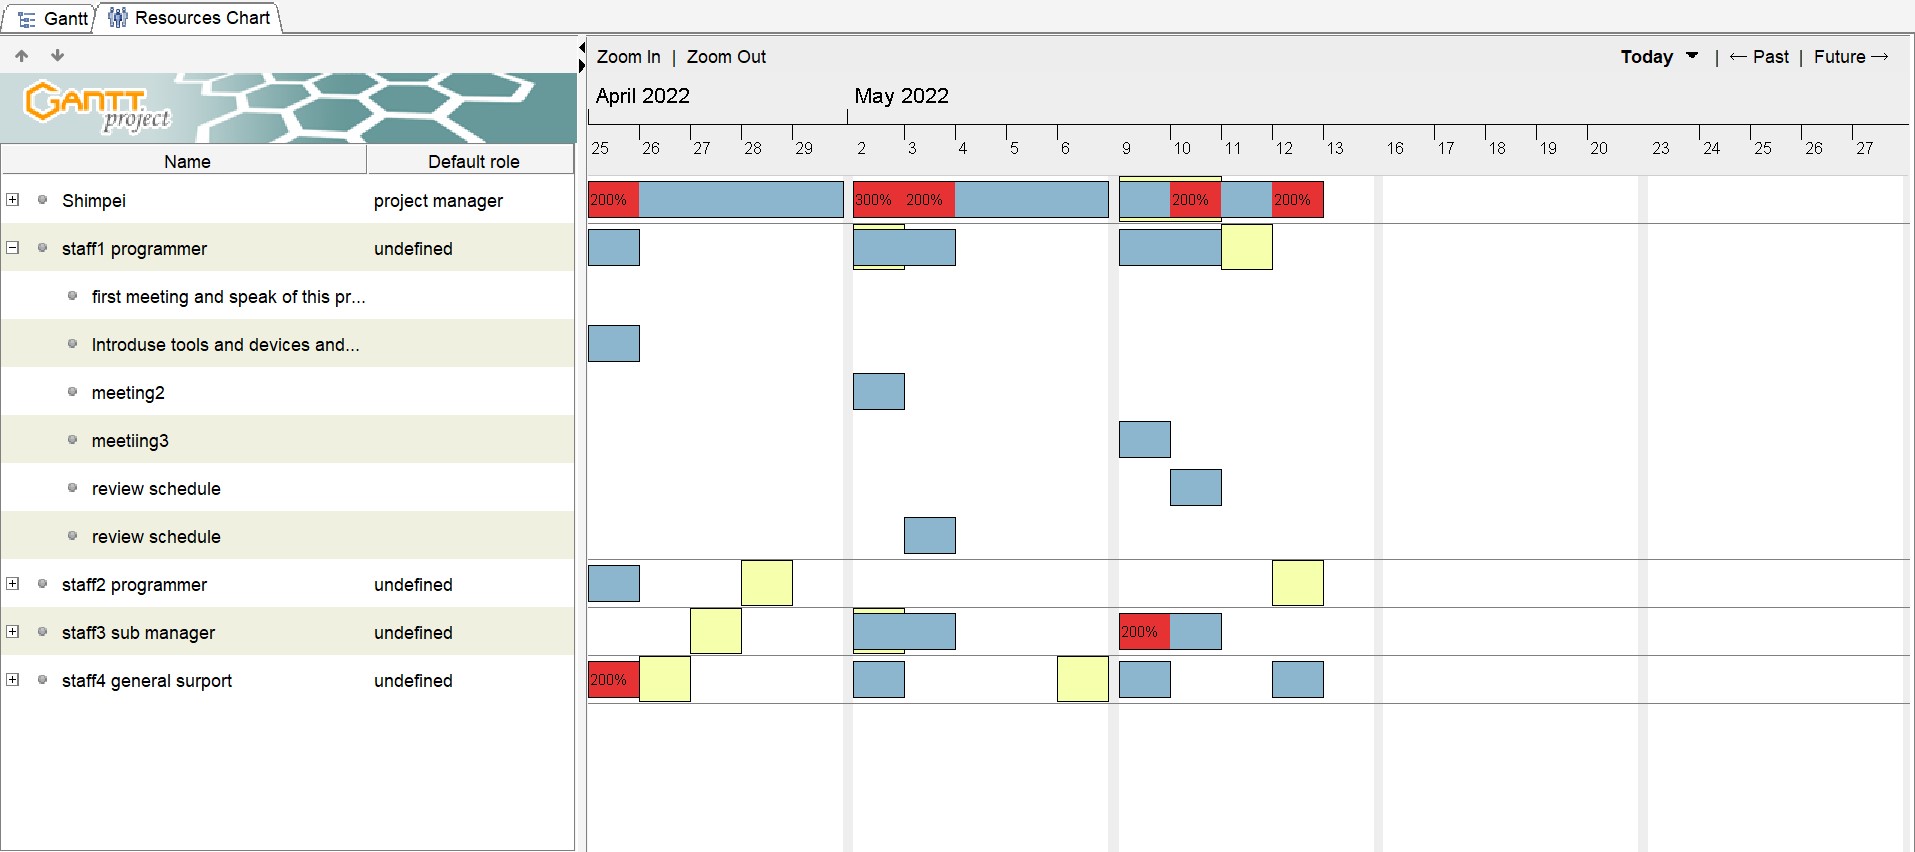 Gantt Resources Chart
Zoom In | Zoom Out Today | ← Past | Future →
GANTT project
April 2022 May 2022
25 26 27 28 29 2 3 4 5 6 9 10 11 12 13 16 17 18 19 20 23 24 25 26 27
Name Default role
Shimpei project manager 200% 300% 200% 200% 200%
staff1 programmer undefined
first meeting and speak of this pr...
Introduse tools and devices and...
meeting2
meetiing3
review schedule
review schedule
staff2 programmer undefined
staff3 sub manager undefined 200%
staff4 general surport undefined 200%